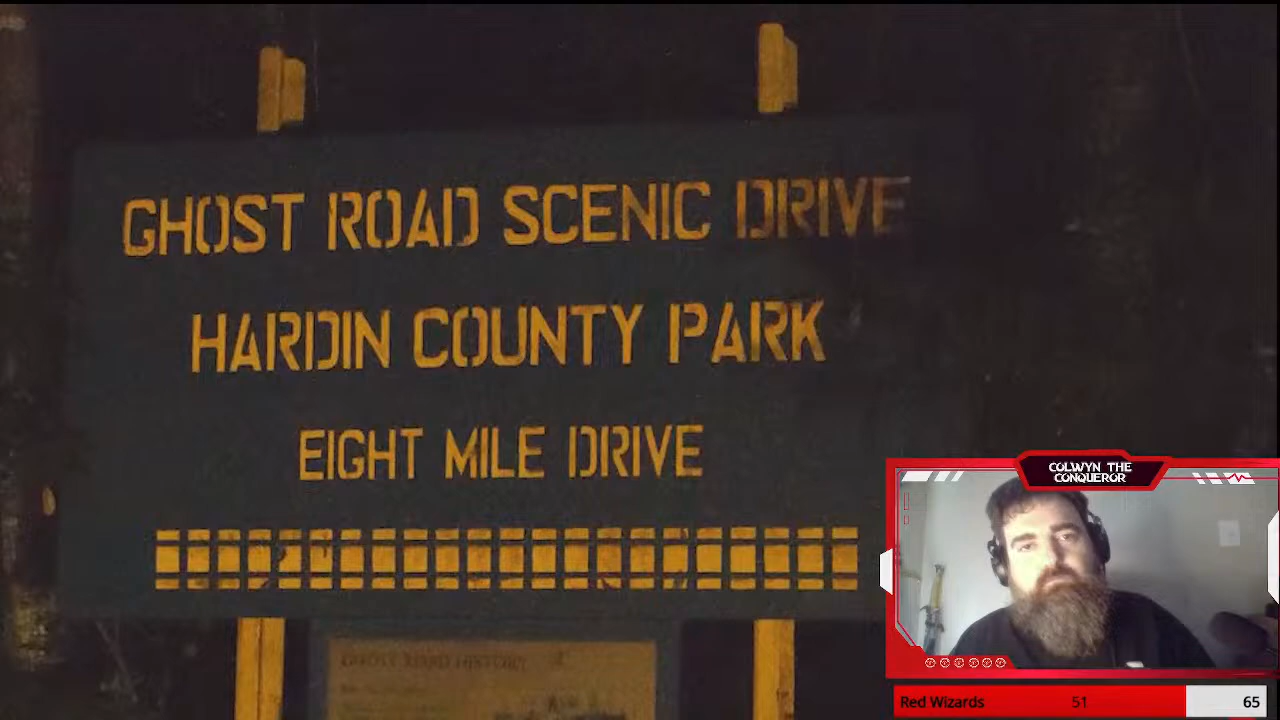 GHOST ROAD SCENIC DRIVE
HARDIN COUNTY PARK
EIGHT MILE DRIVE
GHOST ROAD HISTORY
COLWYN THE
CONQUEROR
Red Wizards 51 65